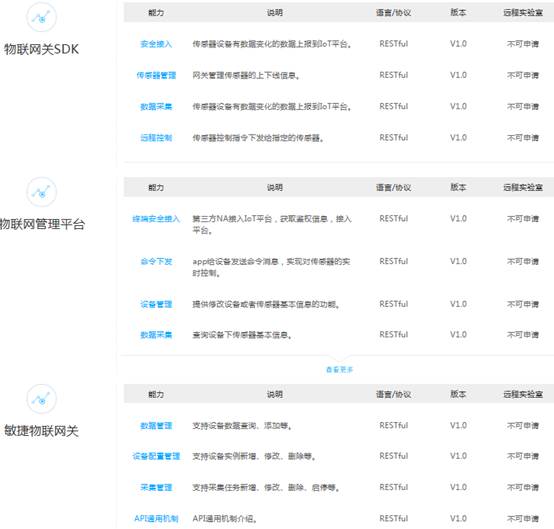 物联网关SDK
能力 说明 语言/协议 版本 远程实验室
安全接入 传感器设备有数据变化的数据上报到IoT平台。 RESTful V1.0 不可申请
传感器管理 网关管理传感器的上下线信息。 RESTful V1.0 不可申请
数据采集 传感器设备有数据变化的数据上报到IoT平台。 RESTful V1.0 不可申请
远程控制 传感器控制指令下发给指定的传感器。 RESTful V1.0 不可申请
物联网管理平台
能力 说明 语言/协议 版本 远程实验室
终端安全接入 第三方NA接入IoT平台，获取鉴权信息，接入 RESTful V1.0 不可申请
平台。
命令下发 app给设备发送命令消息，实现对传感器的实 RESTful V1.0 不可申请
时控制。
设备管理 提供修改设备或者传感器基本信息的功能。 RESTful V1.0 不可申请
数据采集 查询设备下传感器基本信息。 RESTful V1.0 不可申请
查看更多
敏捷物联网关
能力 说明 语言/协议 版本 远程实验室
数据管理 支持设备数据查询、添加等。 RESTful V1.0 不可申请
设备配置管理 支持设备实例新增、修改、删除等。 RESTful V1.0 不可申请
采集管理 支持采集任务新增、修改、删除、启停等。 RESTful V1.0 不可申请
API通用机制 API通用机制介绍。 RESTful V1.0 不可申请